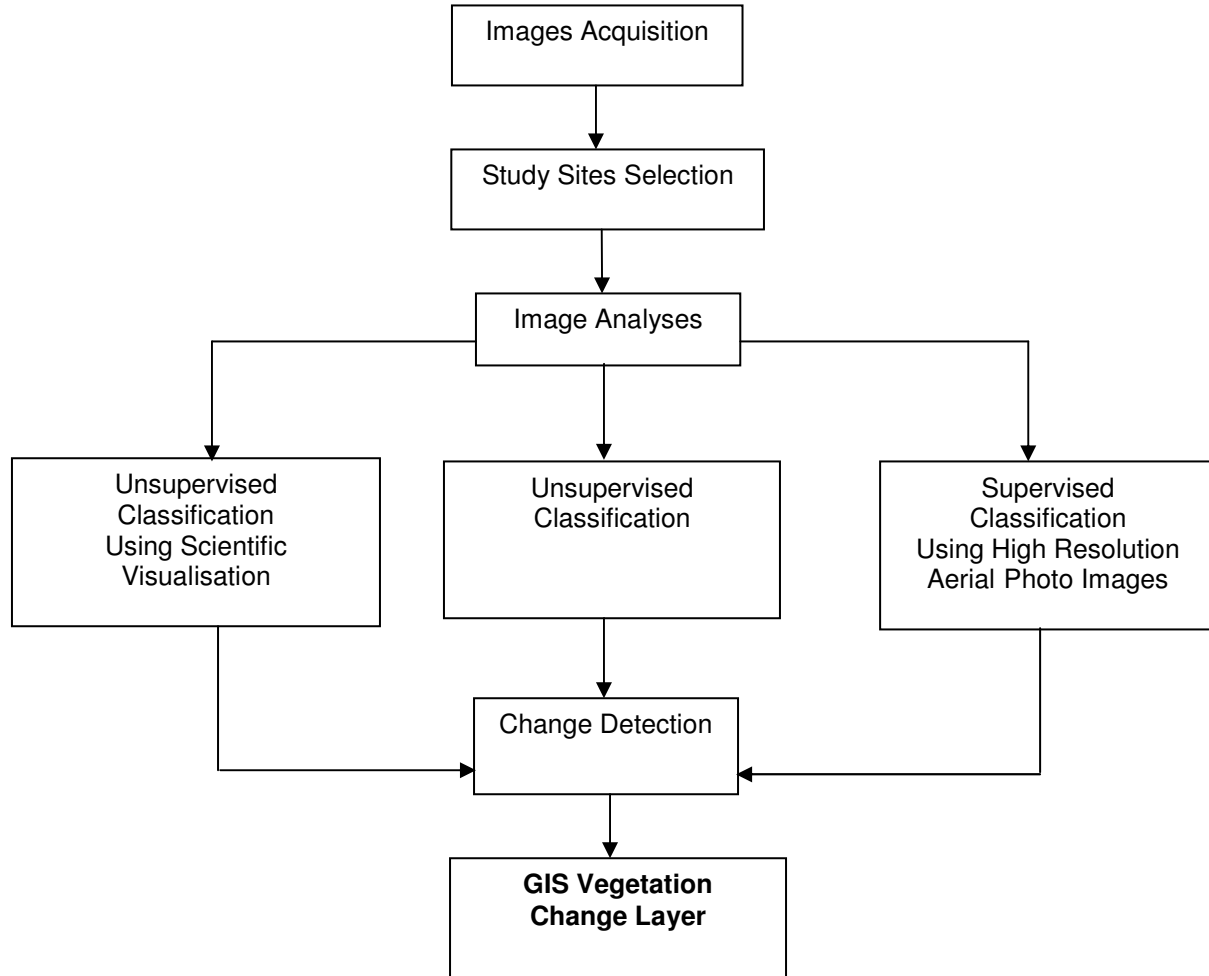 Images Acquisition
Study Sites Selection
Image Analyses
Unsupervised
Classification
Using Scientific
Visualisation
Unsupervised
Classification
Supervised
Classification
Using High Resolution
Aerial Photo Images
Change Detection
GIS Vegetation
Change Layer